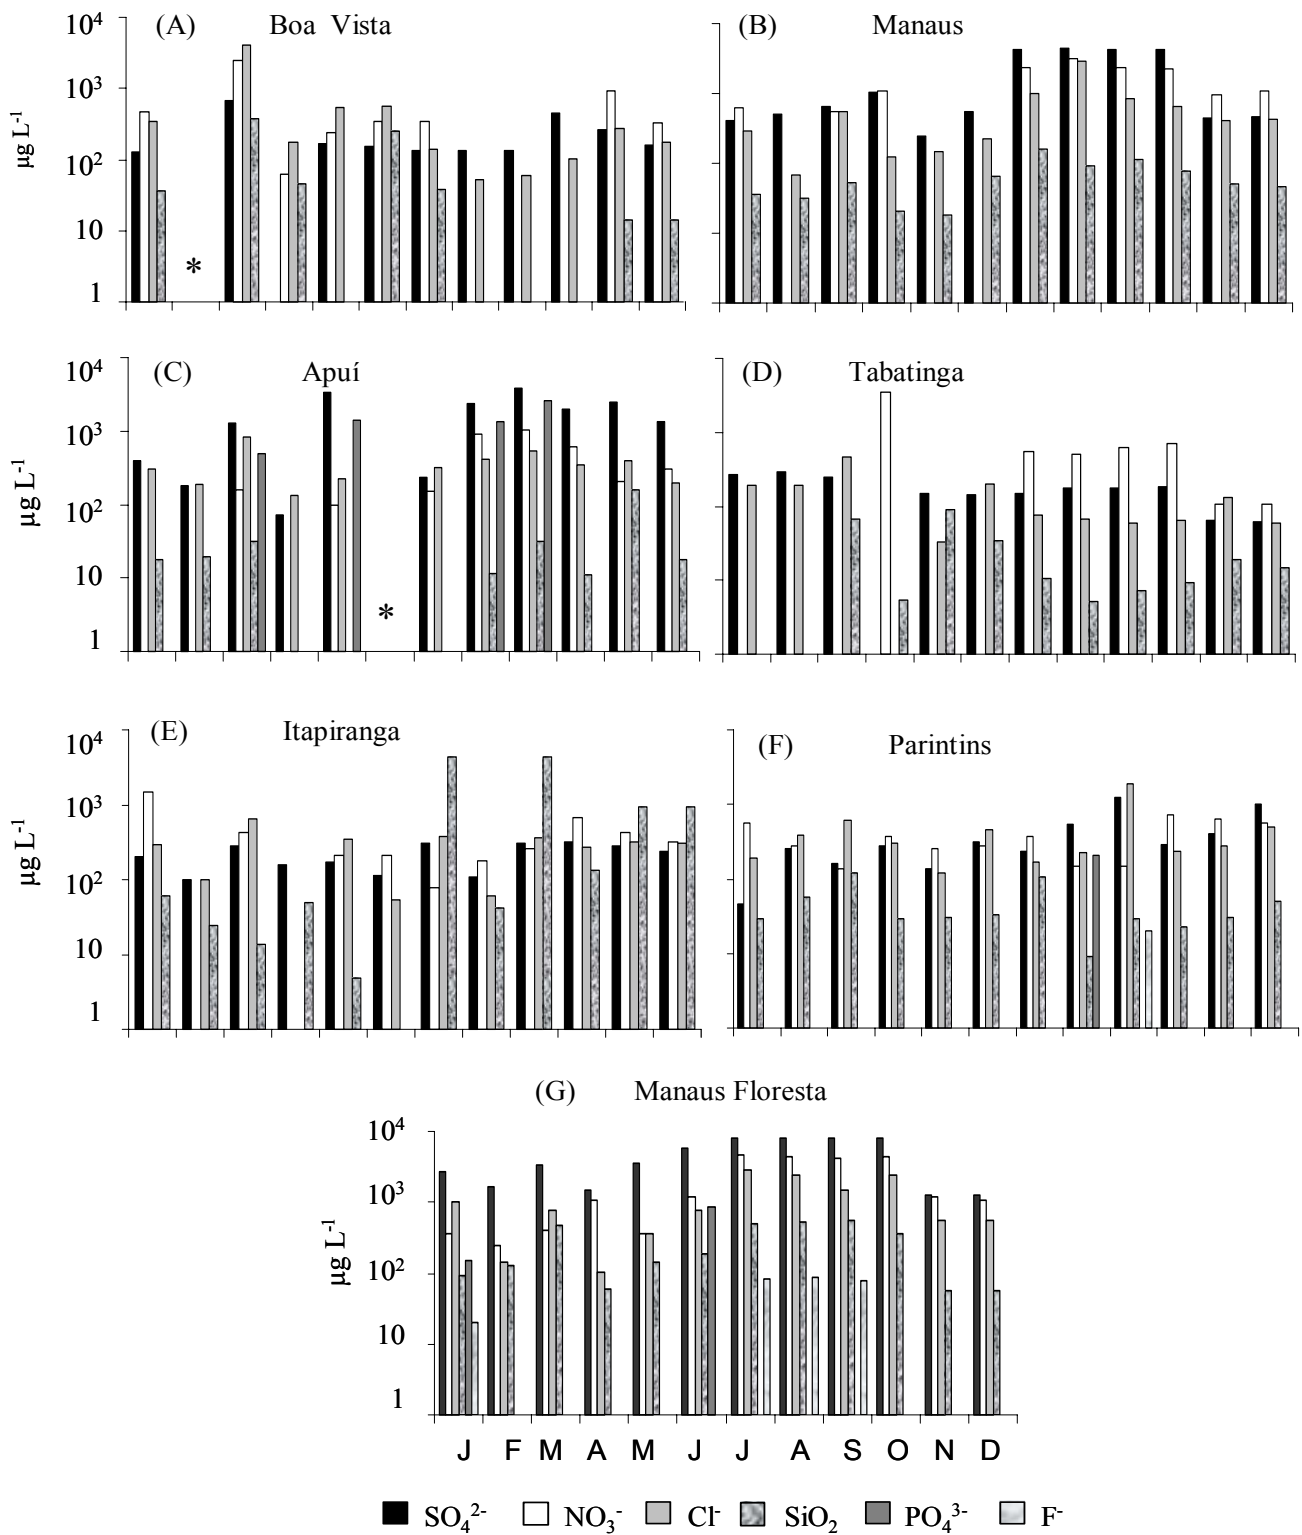 (A) Boa Vista
10⁴
10³
10²
10
1
µg L⁻¹
*
(B) Manaus
(C) Apuí
10⁴
10³
10²
10
1
µg L⁻¹
*
(D) Tabatinga
(E) Itapiranga
10⁴
10³
10²
10
1
µg L⁻¹
(F) Parintins
(G) Manaus Floresta
10⁴
10³
10²
10
1
µg L⁻¹
J F M A M J J A S O N D
SO₄²⁻ NO₃⁻ Cl⁻ SiO₂ PO₄³⁻ F⁻